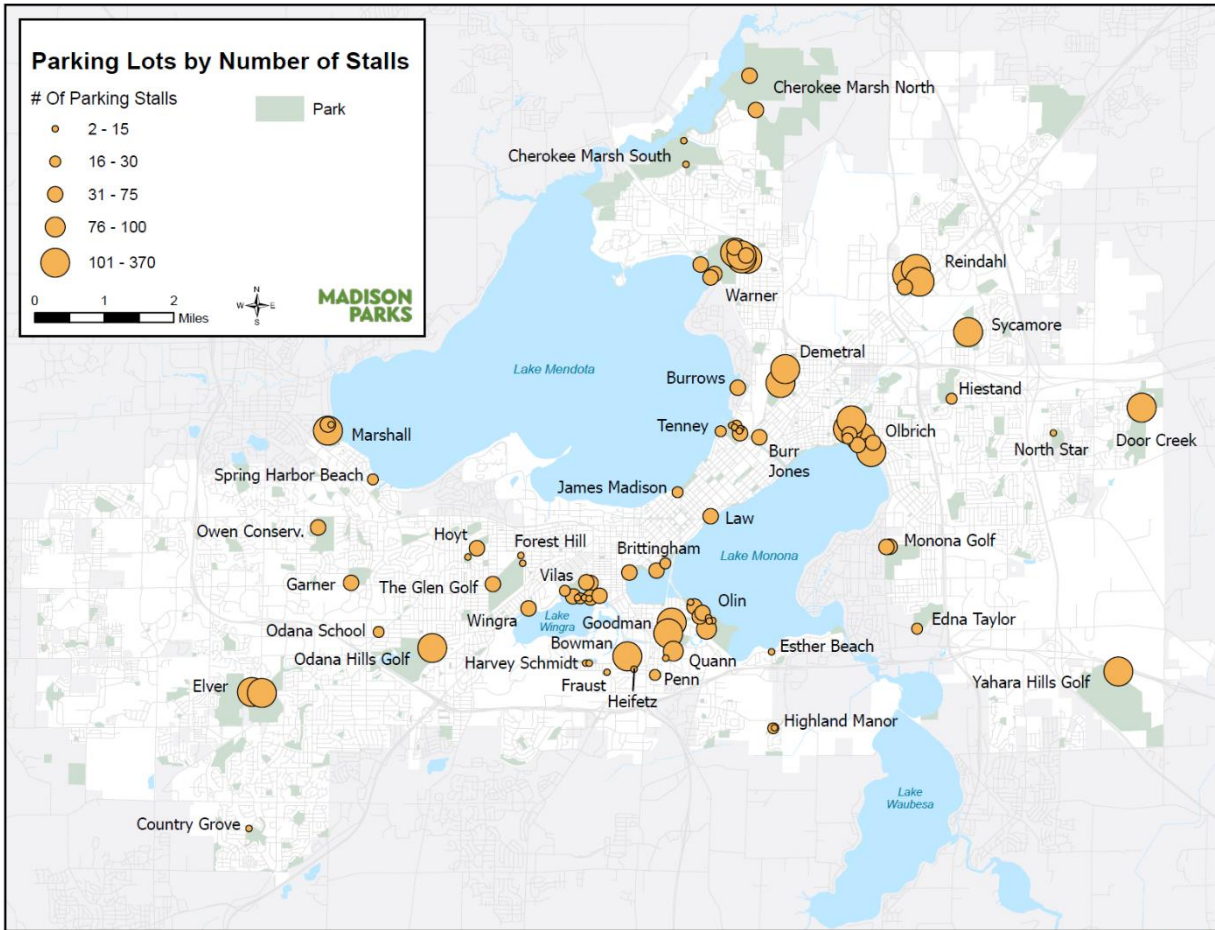 Parking Lots by Number of Stalls
# Of Parking Stalls
Park
2 - 15
16 - 30
31 - 75
76 - 100
101 - 370
0 1 2
Miles
N
W E
S
MADISON
PARKS
Cherokee Marsh North
Cherokee Marsh South
Warner
Reindahl
Sycamore
Lake Mendota
Demetral
Burrows
Hiestand
Tenney
Olbrich
Marshall
Burr
Jones
North Star
Door Creek
Spring Harbor Beach
James Madison
Law
Owen Conserv.
Hoyt
Forest Hill
Brittingham
Lake Monona
Monona Golf
Garner
The Glen Golf
Vilas
Wingra
Lake
Wingra
Goodman
Olin
Odana School
Edna Taylor
Bowman
Odana Hills Golf
Harvey Schmidt
Quann
Esther Beach
Fraust
Penn
Heifetz
Elver
Yahara Hills Golf
Highland Manor
Lake
Waubesa
Country Grove